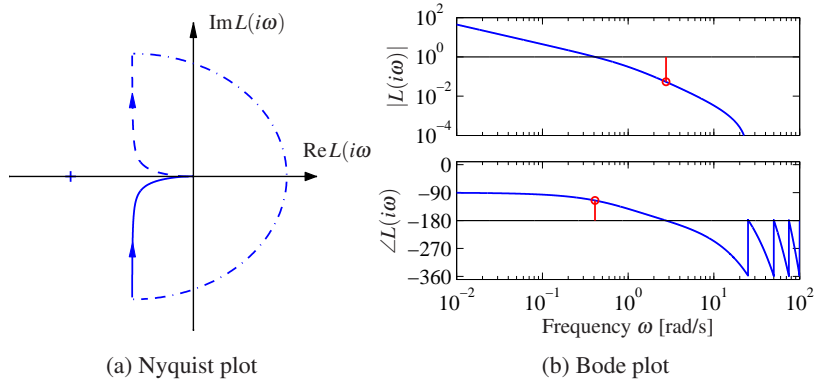 Im L(iω)
Re L(iω
(a) Nyquist plot
|L(iω)|
10^2
10^0
10^−2
10^−4
∠L(iω)
0
-90
-180
-270
-360
10^−2
10^−1
10^0
10^1
10^2
Frequency ω [rad/s]
(b) Bode plot